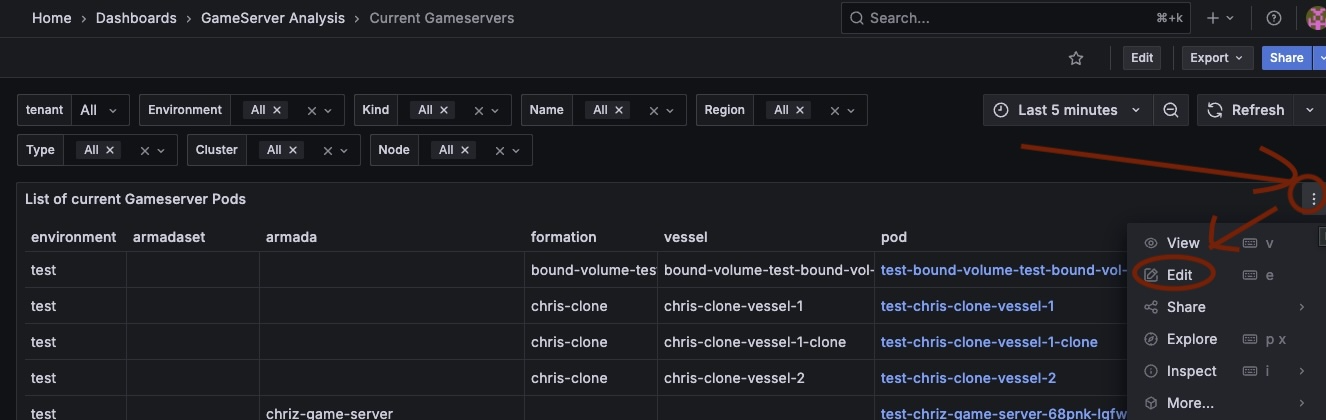 Home › Dashboards › GameServer Analysis › Current Gameservers
Search... ⌘+k
Edit Export Share
tenant All Environment All Kind All Name All Region All Last 5 minutes Refresh
Type All Cluster All Node All
List of current Gameserver Pods
environment armadaset armada formation vessel pod
test bound-volume-tes bound-volume-test-bound-vol- test-bound-volume-test-bound-vol-
test chris-clone chris-clone-vessel-1 test-chris-clone-vessel-1
test chris-clone chris-clone-vessel-1-clone test-chris-clone-vessel-1-clone
test chris-clone chris-clone-vessel-2 test-chris-clone-vessel-2
test chriz-game-server test-chriz-game-server-68pnk-lqfw
View v
Edit e
Share
Explore p x
Inspect i
More...